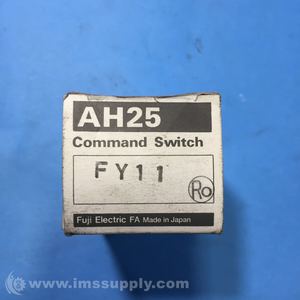 AH25
Command Switch
FY11
Ro
Fuji Electric FA Made in Japan
© www.imssupply.com